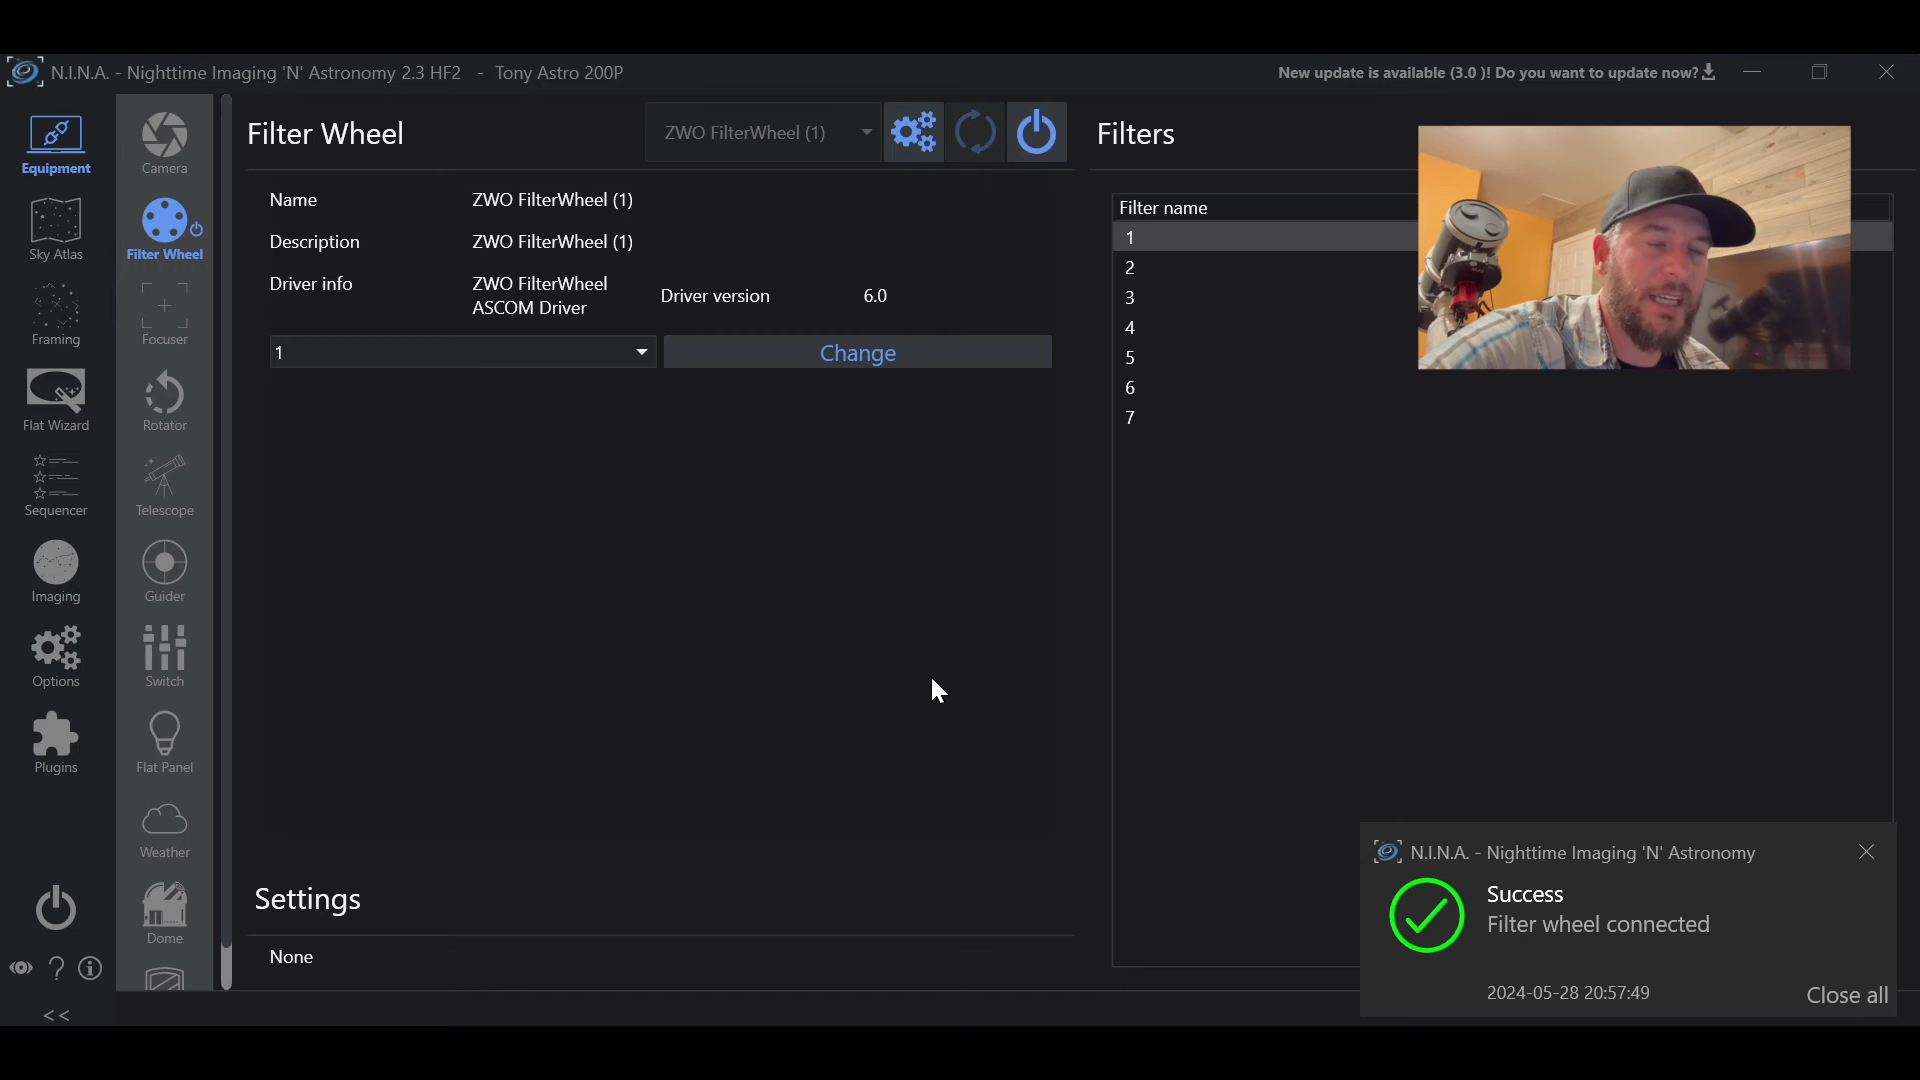 N.I.N.A. - Nighttime Imaging 'N' Astronomy 2.3 HF2 - Tony Astro 200P
New update is available (3.0 )! Do you want to update now?
Equipment
Sky Atlas
Framing
Flat Wizard
Sequencer
Imaging
Options
Plugins
?
<<
Camera
Filter Wheel
Focuser
Rotator
Telescope
Guider
Switch
Flat Panel
Weather
Dome
Filter Wheel
ZWO FilterWheel (1)
Name ZWO FilterWheel (1)
Description ZWO FilterWheel (1)
Driver info ZWO FilterWheel
ASCOM Driver
Driver version 6.0
1
Change
Settings
None
Filters
Filter name
1
2
3
4
5
6
7
N.I.N.A. - Nighttime Imaging 'N' Astronomy
Success
Filter wheel connected
2024-05-28 20:57:49
Close all